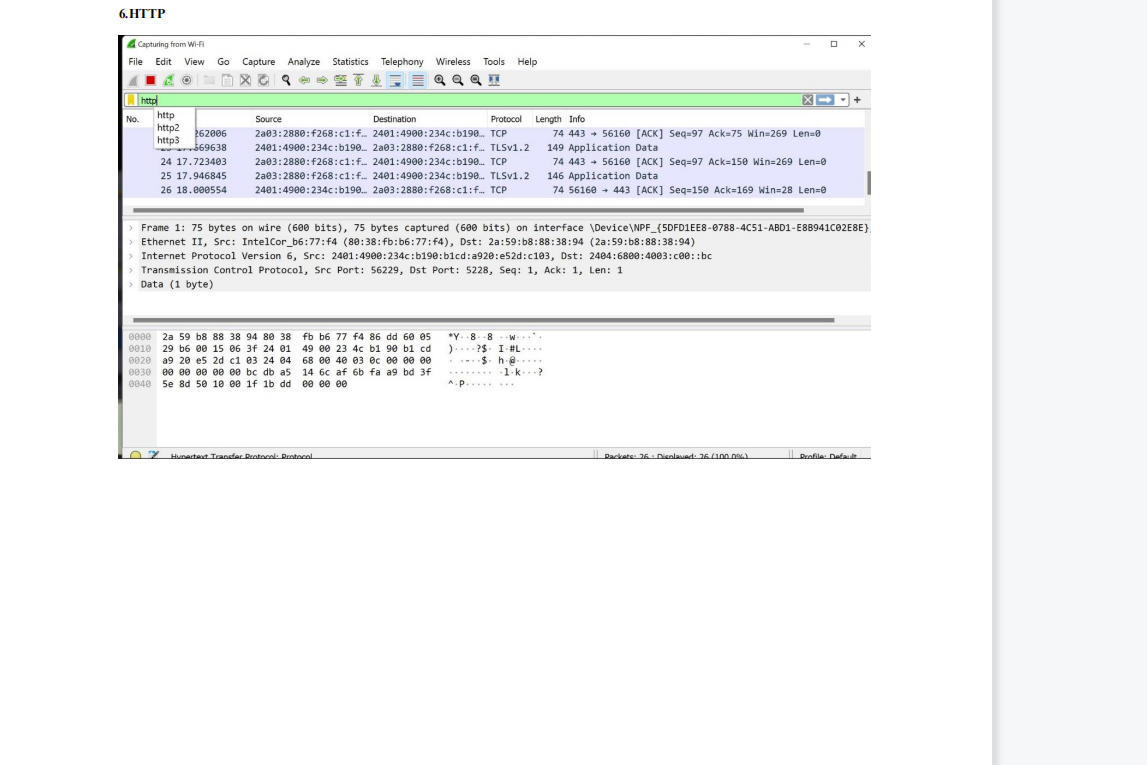 6.HTTP
Capturing from Wi-Fi
File Edit View Go Capture Analyze Statistics Telephony Wireless Tools Help
http
http
http2
http3
No. Source Destination Protocol Length Info
262006 2a03:2880:f268:c1:f… 2401:4900:234c:b190… TCP 74 443 → 56160 [ACK] Seq=97 Ack=75 Win=269 Len=0
669638 2401:4900:234c:b190… 2a03:2880:f268:c1:f… TLSv1.2 149 Application Data
24 17.723403 2a03:2880:f268:c1:f… 2401:4900:234c:b190… TCP 74 443 → 56160 [ACK] Seq=97 Ack=150 Win=269 Len=0
25 17.946845 2a03:2880:f268:c1:f… 2401:4900:234c:b190… TLSv1.2 146 Application Data
26 18.000554 2401:4900:234c:b190… 2a03:2880:f268:c1:f… TCP 74 56160 → 443 [ACK] Seq=150 Ack=169 Win=28 Len=0
Frame 1: 75 bytes on wire (600 bits), 75 bytes captured (600 bits) on interface \Device\NPF_{5DFD1EE8-0788-4C51-ABD1-E8B941C02E8E}
Ethernet II, Src: IntelCor_b6:77:f4 (80:38:fb:b6:77:f4), Dst: 2a:59:b8:88:38:94 (2a:59:b8:88:38:94)
Internet Protocol Version 6, Src: 2401:4900:234c:b190:b1cd:a920:e52d:c103, Dst: 2404:6800:4003:c00::bc
Transmission Control Protocol, Src Port: 56229, Dst Port: 5228, Seq: 1, Ack: 1, Len: 1
Data (1 byte)
0000 2a 59 b8 88 38 94 80 38 fb b6 77 f4 86 dd 60 05 *Y··8··8 ··w···`·
0010 29 b6 00 15 06 3f 24 01 49 00 23 4c b1 90 b1 cd )····?$· I·#L····
0020 a9 20 e5 2d c1 03 24 04 68 00 40 03 0c 00 00 00 · ·-··$· h·@·····
0030 00 00 00 00 00 bc db a5 14 6c af 6b fa a9 bd 3f ········ ·l·k···?
0040 5e 8d 50 10 00 1f 1b dd 00 00 00 ^·P····· ···
Hypertext Transfer Protocol: Protocol Packets: 26 · Displayed: 26 (100.0%) Profile: Default